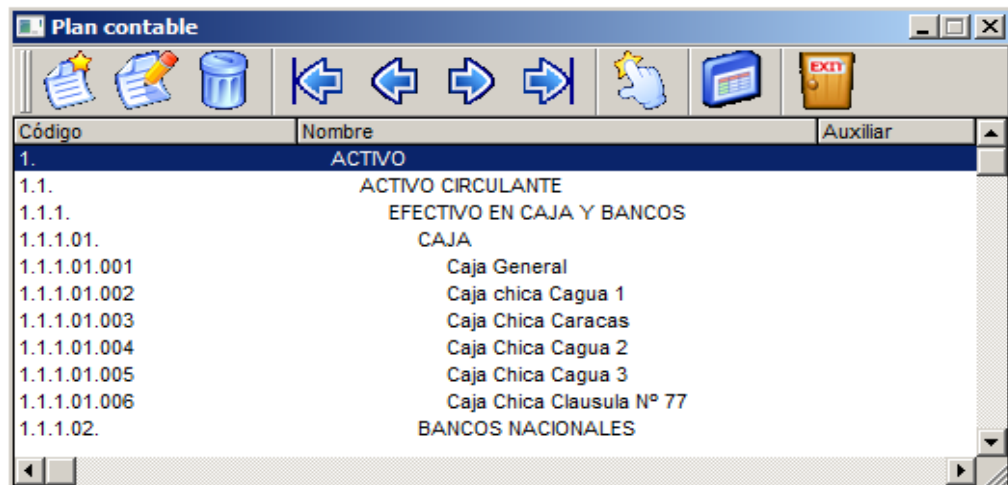 Plan contable
EXIT
Código Nombre Auxiliar
1. ACTIVO
1.1. ACTIVO CIRCULANTE
1.1.1. EFECTIVO EN CAJA Y BANCOS
1.1.1.01. CAJA
1.1.1.01.001 Caja General
1.1.1.01.002 Caja chica Cagua 1
1.1.1.01.003 Caja Chica Caracas
1.1.1.01.004 Caja Chica Cagua 2
1.1.1.01.005 Caja Chica Cagua 3
1.1.1.01.006 Caja Chica Clausula Nº 77
1.1.1.02. BANCOS NACIONALES